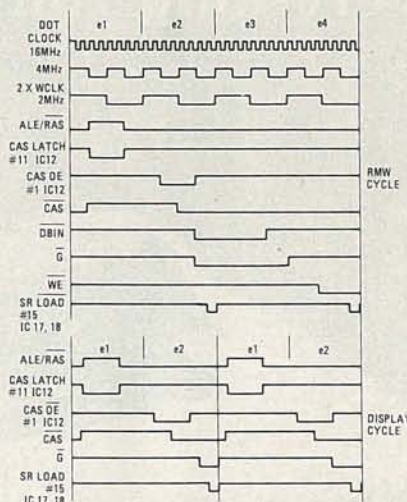 DOT e1 e2 e3 e4
CLOCK
16MHz
4MHz
2 X WCLK
2MHz
ALE/RAS
CAS LATCH
#11 IC12
CAS OE
#1 IC12
CAS
DBIN
G
WE
SR LOAD
#15
IC 17, 18
RMW
CYCLE
e1 e2 e1 e2
ALE/RAS
CAS LATCH
#11 IC12
CAS OE
#1 IC12
CAS
G
SR LOAD
#15
IC 17, 18
DISPLAY
CYCLE